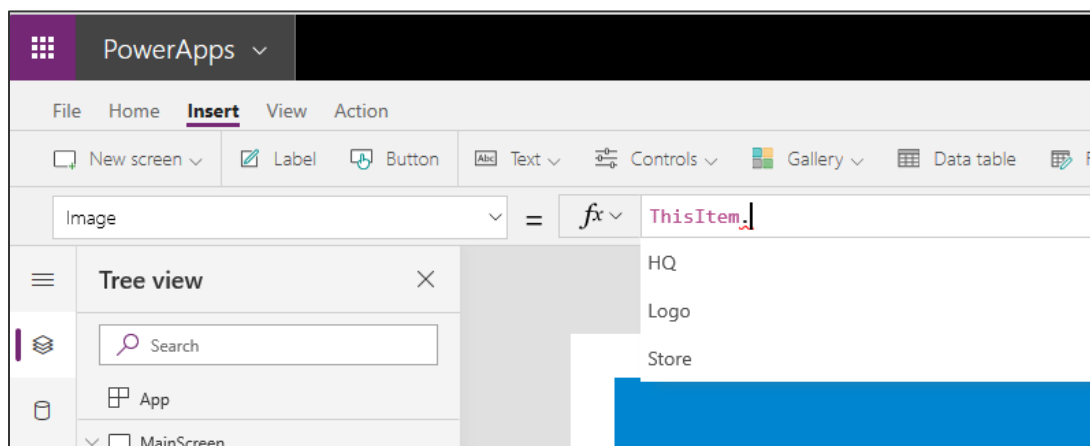 PowerApps
File Home Insert View Action
New screen Label Button Abc Text Controls Gallery Data table
Image = fx ThisItem.
HQ
Logo
Store
Tree view
Search
App
MainScreen